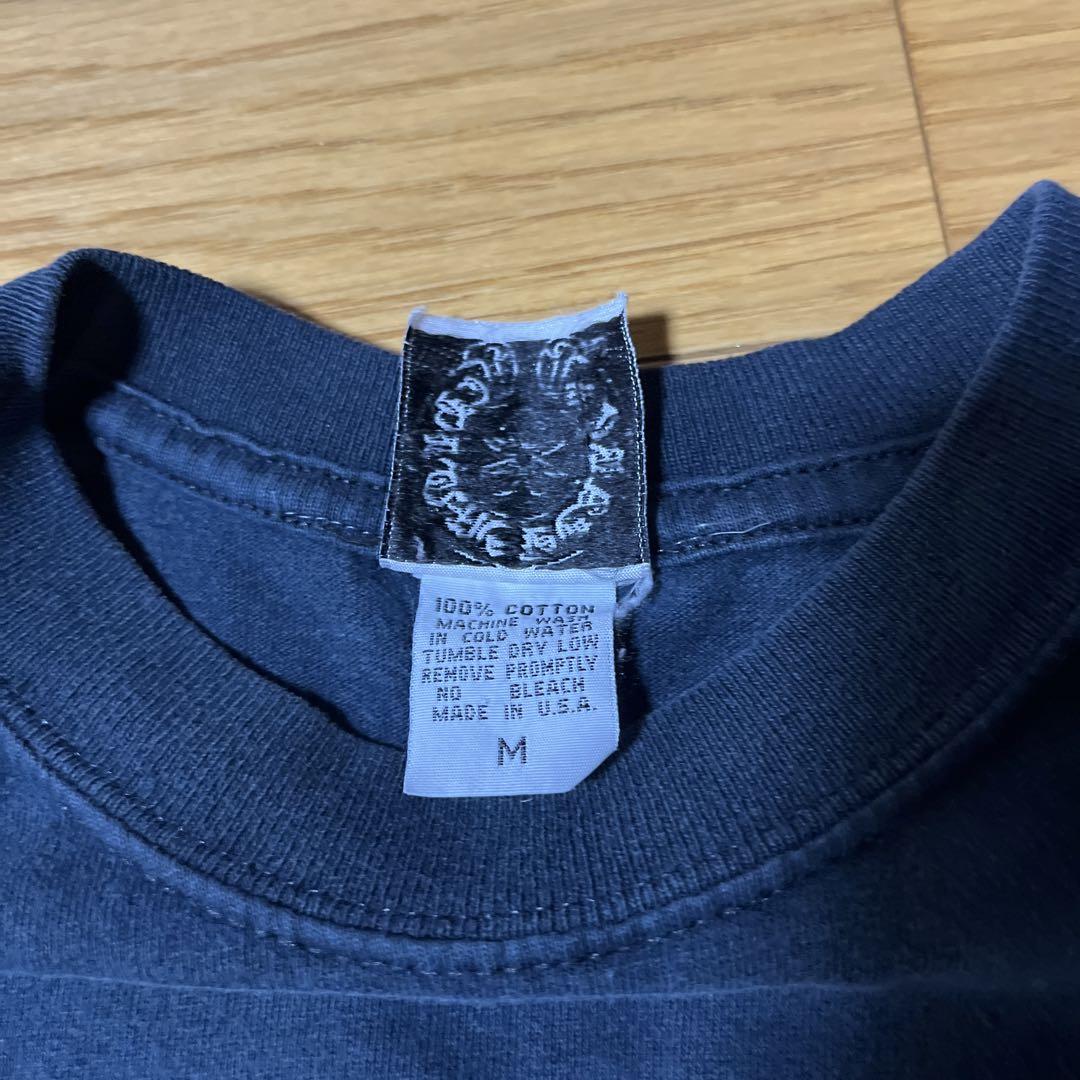 100% COTTON
MACHINE WASH
IN COLD WATER
TUMBLE DRY LOW
REMOVE PROMPTLY
NO BLEACH
MADE IN U.S.A.
M